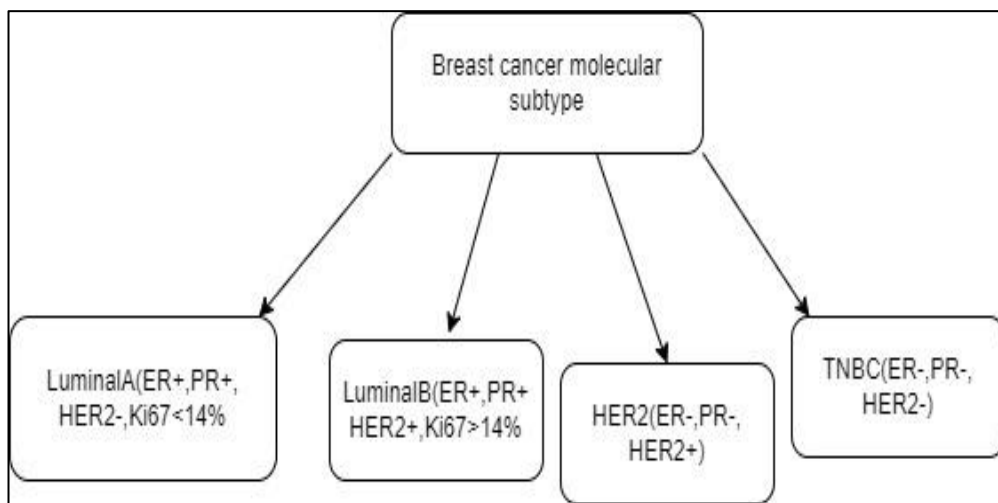 Breast cancer molecular
subtype
LuminalA(ER+,PR+,
HER2-,Ki67<14%
LuminalB(ER+,PR+
HER2+,Ki67>14%
HER2(ER-,PR-,
HER2+)
TNBC(ER-,PR-,
HER2-)